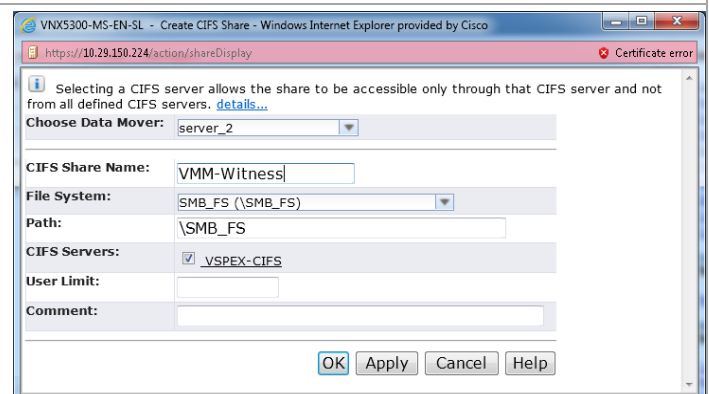 VNX5300-MS-EN-SL - Create CIFS Share - Windows Internet Explorer provided by Cisco
https://10.29.150.224/action/shareDisplay Certificate error
Selecting a CIFS server allows the share to be accessible only through that CIFS server and not
from all defined CIFS servers. details...
Choose Data Mover: server_2
CIFS Share Name: VMM-Witness
File System: SMB_FS (\SMB_FS)
Path: \SMB_FS
CIFS Servers: VSPEX-CIFS
User Limit:
Comment:
OK Apply Cancel Help